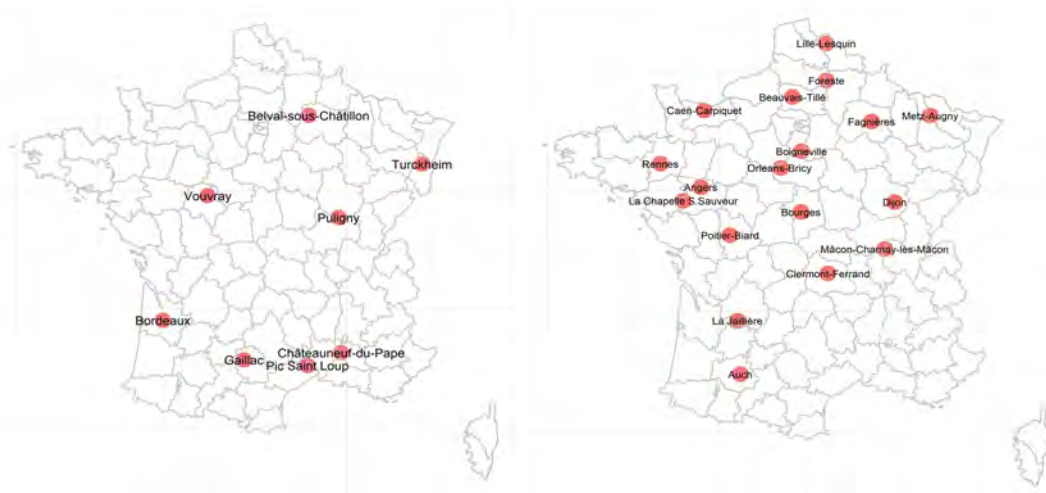 Belval-sous-Châtillon
Turckheim
Vouvray
Puligny
Bordeaux
Châteauneuf-du-Pape
Gaillac
Pic Saint Loup
Lille-Lesquin
Foreste
Beauvais-Tillé
Caen-Carpiquet
Fagnières
Metz-Augny
Boigneville
Rennes
Orleans-Bricy
Angers
La Chapelle S Sauveur
Dijon
Bourges
Poitier-Biard
Mâcon-Charnay-lès-Mâcon
Clermont-Ferrand
La Jaillière
Auch